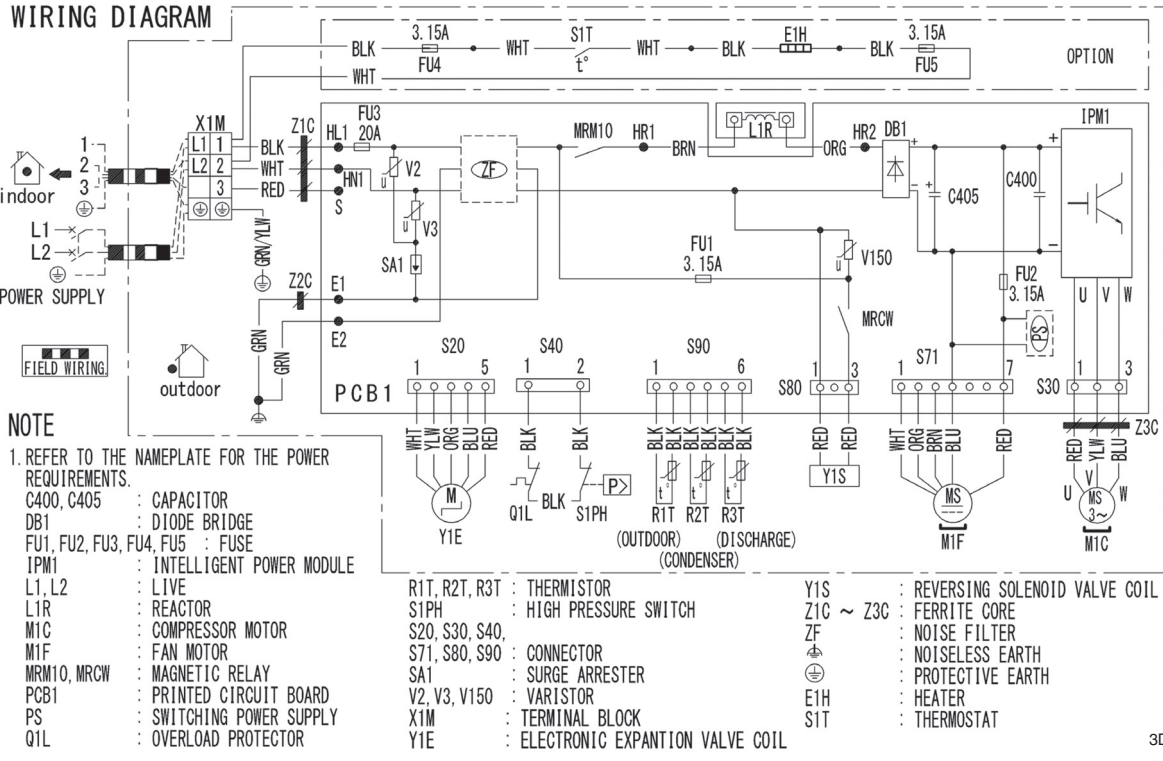 WIRING DIAGRAM
BLK 3.15A FU4 WHT S1T t° WHT BLK E1H BLK 3.15A FU5
WHT
OPTION
X1M
L1 1 BLK Z1C HL1 FU3 20A
L2 2 WHT HN1
3 RED S
V2 u
V3 u
SA1
ZF
MRM10 HR1 BRN L1R ORG HR2 DB1
IPM1
+ - + C405 C400 + -
1
2
3
indoor
L1
L2
POWER SUPPLY
GRN/YLW
Z2C E1
E2
GRN
GRN
FU1
3.15A
V150 u
MRCW
FU2
3.15A
PS
U V W
FIELD WIRING
outdoor
PCB1
S20 1 5
S40 1 2
S90 1 6
S80 1 3
S71 1 7
S30 1 3
Z3C
WHT YLW ORG BLU RED
BLK BLK
BLK BLK BLK BLK BLK BLK
RED RED
WHT ORG BRN BLU RED
RED YLW BLU
M
Y1E
Q1L BLK S1PH P>
t° t° t°
R1T R2T R3T
(OUTDOOR) (DISCHARGE)
(CONDENSER)
Y1S
MS
M1F
U V W
MS
3~
M1C
NOTE
1. REFER TO THE NAMEPLATE FOR THE POWER
REQUIREMENTS.
C400, C405 : CAPACITOR
DB1 : DIODE BRIDGE
FU1, FU2, FU3, FU4, FU5 : FUSE
IPM1 : INTELLIGENT POWER MODULE
L1, L2 : LIVE
L1R : REACTOR
M1C : COMPRESSOR MOTOR
M1F : FAN MOTOR
MRM10, MRCW : MAGNETIC RELAY
PCB1 : PRINTED CIRCUIT BOARD
PS : SWITCHING POWER SUPPLY
Q1L : OVERLOAD PROTECTOR
R1T, R2T, R3T : THERMISTOR
S1PH : HIGH PRESSURE SWITCH
S20, S30, S40,
S71, S80, S90 : CONNECTOR
SA1 : SURGE ARRESTER
V2, V3, V150 : VARISTOR
X1M : TERMINAL BLOCK
Y1E : ELECTRONIC EXPANTION VALVE COIL
Y1S : REVERSING SOLENOID VALVE COIL
Z1C ~ Z3C : FERRITE CORE
ZF : NOISE FILTER
: NOISELESS EARTH
: PROTECTIVE EARTH
E1H : HEATER
S1T : THERMOSTAT
3D